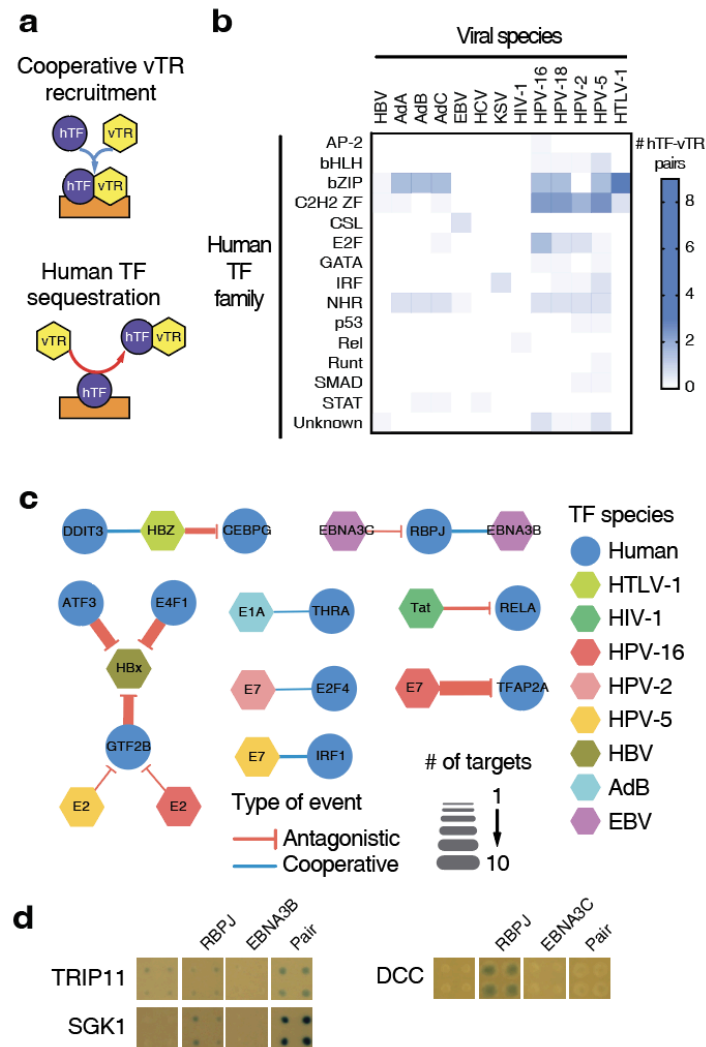 a
Cooperative vTR
recruitment
hTF
vTR
hTF
vTR
Human TF
sequestration
vTR
hTF
vTR
hTF
b
Viral species
HBV
AdA
AdB
AdC
EBV
HCV
KSV
HIV-1
HPV-16
HPV-18
HPV-2
HPV-5
HTLV-1
Human
TF
family
AP-2
bHLH
bZIP
C2H2 ZF
CSL
E2F
GATA
IRF
NHR
p53
Rel
Runt
SMAD
STAT
Unknown
# hTF-vTR
pairs
8
6
4
2
0
c
DDIT3
HBZ
CEBPG
EBNA3C
RBPJ
EBNA3B
ATF3
E4F1
HBx
GTF2B
E2
E2
E1A
THRA
Tat
RELA
E7
E2F4
E7
TFAP2A
E7
IRF1
Type of event
Antagonistic
Cooperative
# of targets
1
10
TF species
Human
HTLV-1
HIV-1
HPV-16
HPV-2
HPV-5
HBV
AdB
EBV
d
RBPJ
EBNA3B
Pair
TRIP11
SGK1
RBPJ
EBNA3C
Pair
DCC